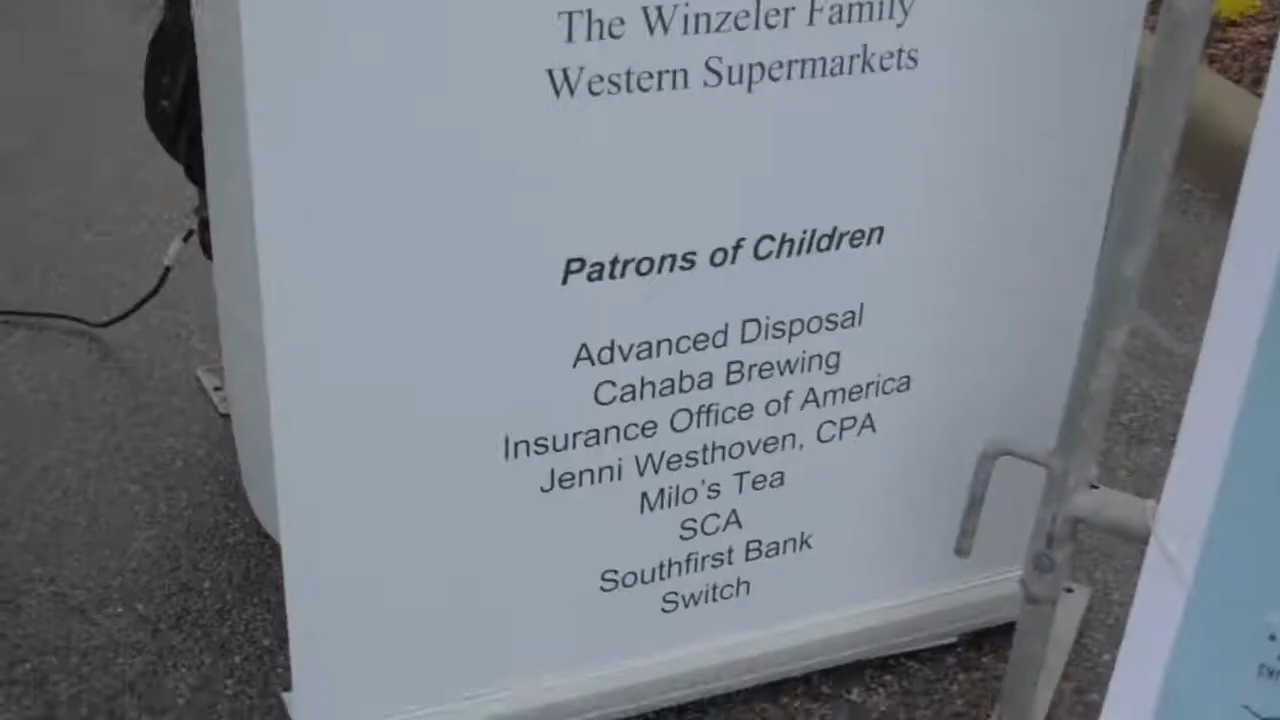 The Winzeler Family
Western Supermarkets
Patrons of Children
Advanced Disposal
Cahaba Brewing
Insurance Office of America
Jenni Westhoven, CPA
Milo's Tea
SCA
Southfirst Bank
Switch